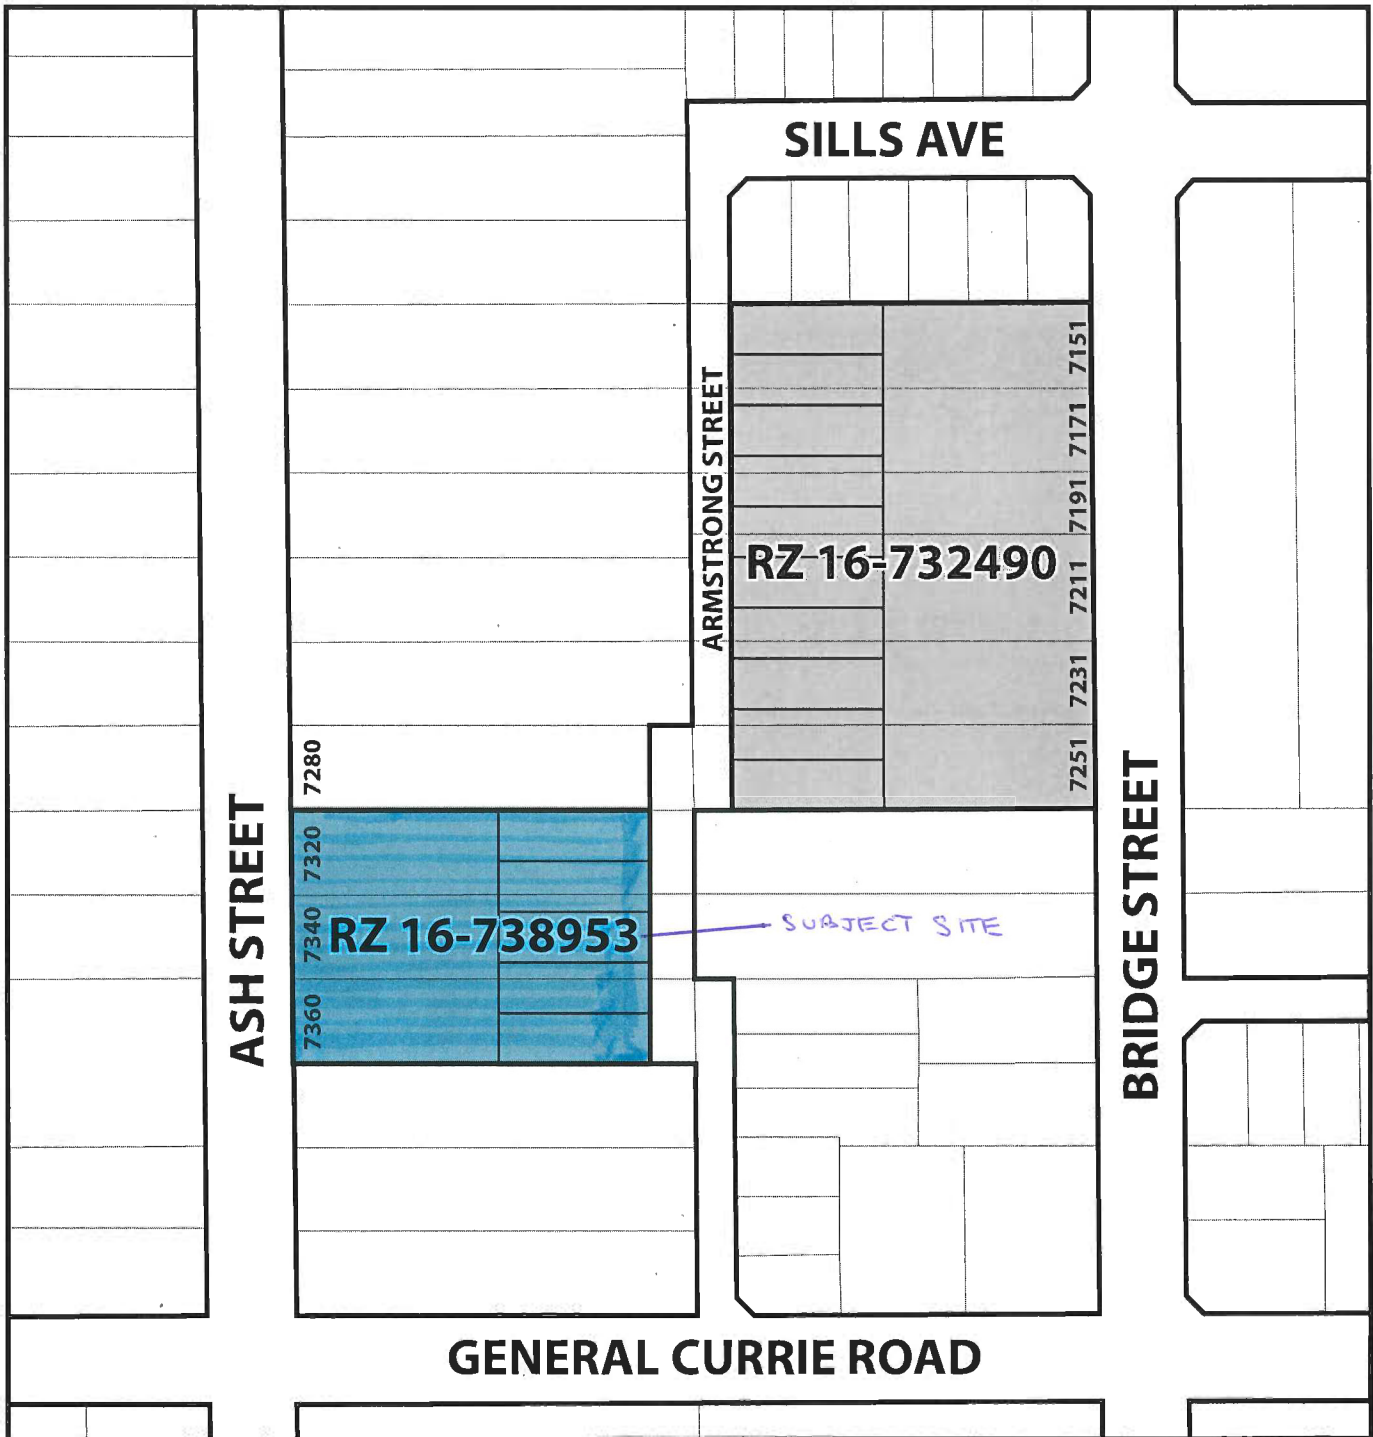 SILLS AVE
ARMSTRONG STREET
7151
7171
7191
RZ 16-732490
7211
7231
7251
7280
ASH STREET
7320
7340
7360
RZ 16-738953
SUBJECT SITE
BRIDGE STREET
GENERAL CURRIE ROAD